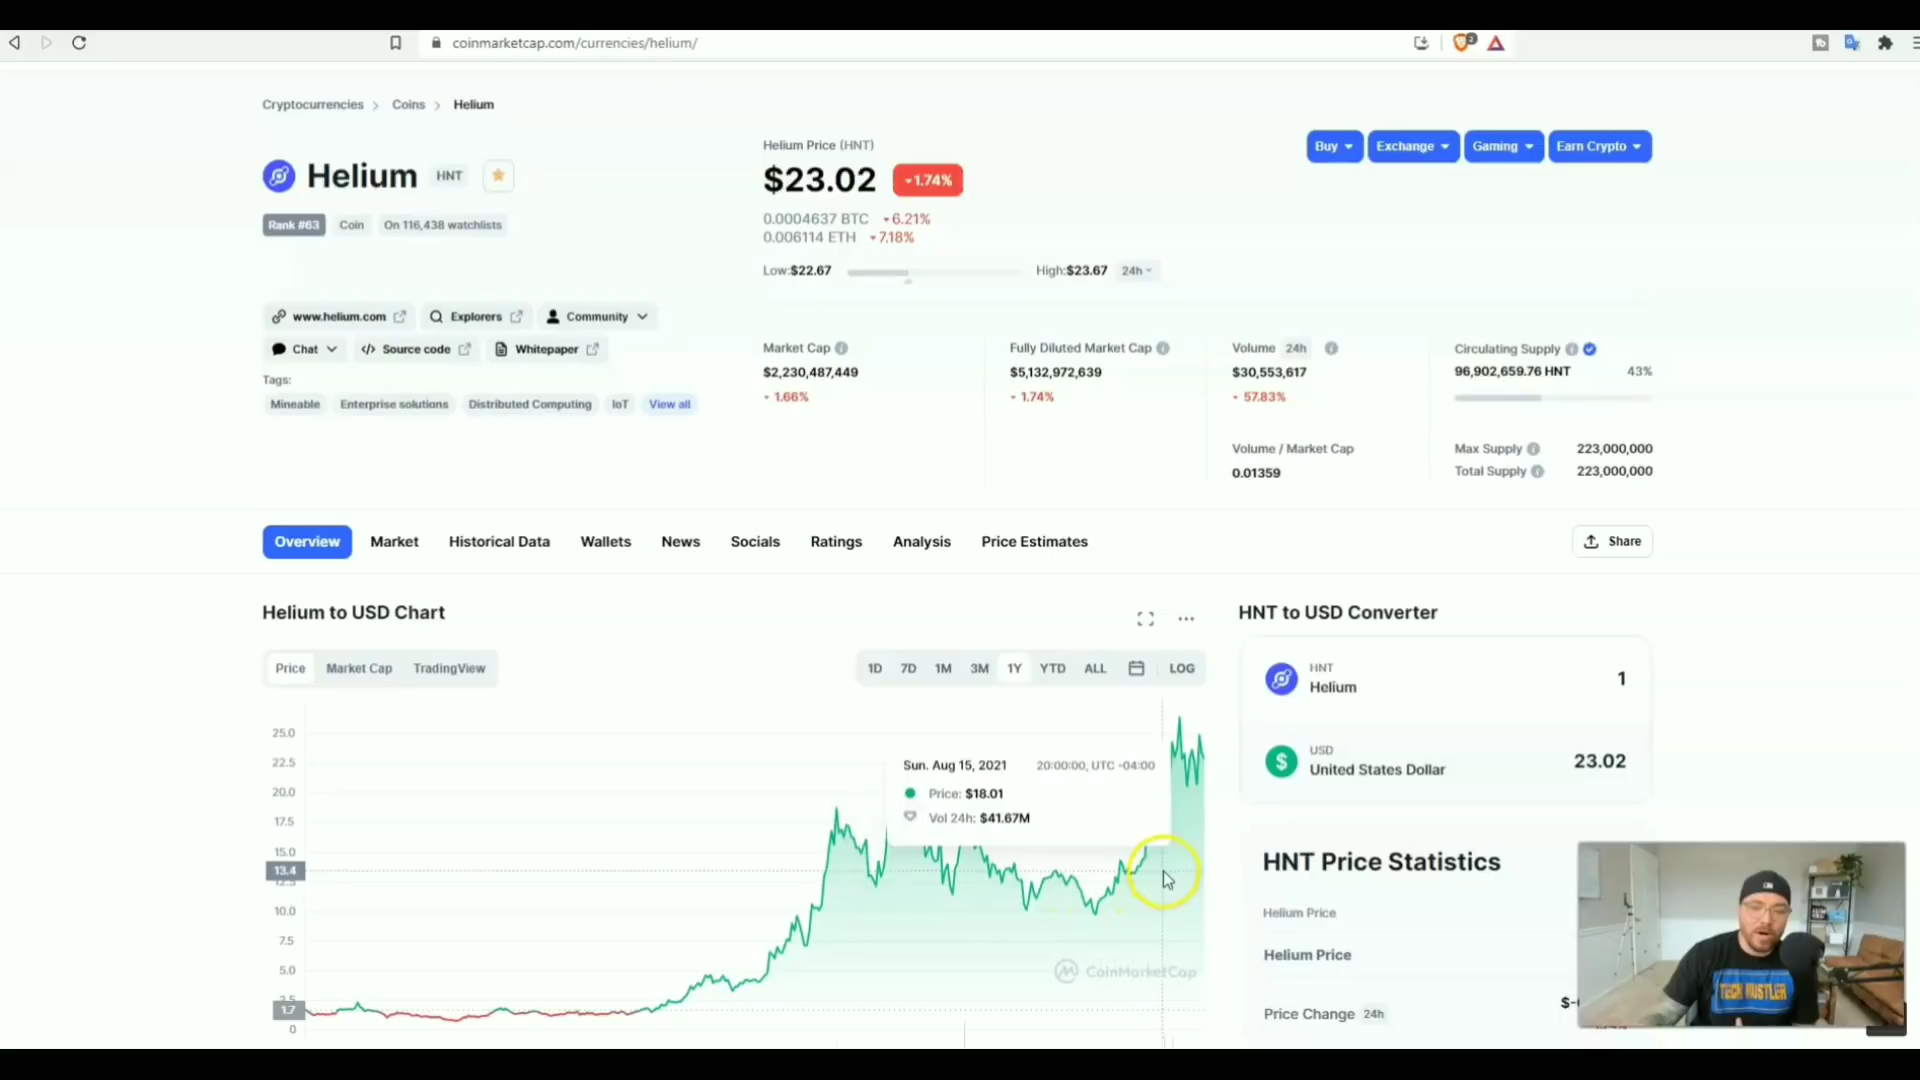 coinmarketcap.com/currencies/helium/
2
Cryptocurrencies > Coins > Helium
Helium HNT
Rank #63 Coin On 116,438 watchlists
Helium Price (HNT)
$23.02 1.74%
0.0004637 BTC 6.21%
0.006114 ETH 7.18%
Low:$22.67 High:$23.67 24h
Buy Exchange Gaming Earn Crypto
www.helium.com Explorers Community
Chat Source code Whitepaper
Tags:
Mineable Enterprise solutions Distributed Computing IoT View all
Market Cap
$2,230,487,449
1.66%
Fully Diluted Market Cap
$5,132,972,639
1.74%
Volume 24h
$30,553,617
57.83%
Volume / Market Cap
0.01359
Circulating Supply
96,902,659.76 HNT 43%
Max Supply 223,000,000
Total Supply 223,000,000
Overview Market Historical Data Wallets News Socials Ratings Analysis Price Estimates
Share
Helium to USD Chart
Price Market Cap TradingView
1D 7D 1M 3M 1Y YTD ALL LOG
25.0
22.5
20.0
17.5
15.0
13.4
12.5
10.0
7.5
5.0
2.5
1.7
0
Sun. Aug 15, 2021 20:00:00, UTC -04:00
Price: $18.01
Vol 24h: $41.67M
CoinMarketCap
HNT to USD Converter
HNT
Helium 1
USD
United States Dollar 23.02
HNT Price Statistics
Helium Price
Helium Price
Price Change 24h
TECH HUSTLER